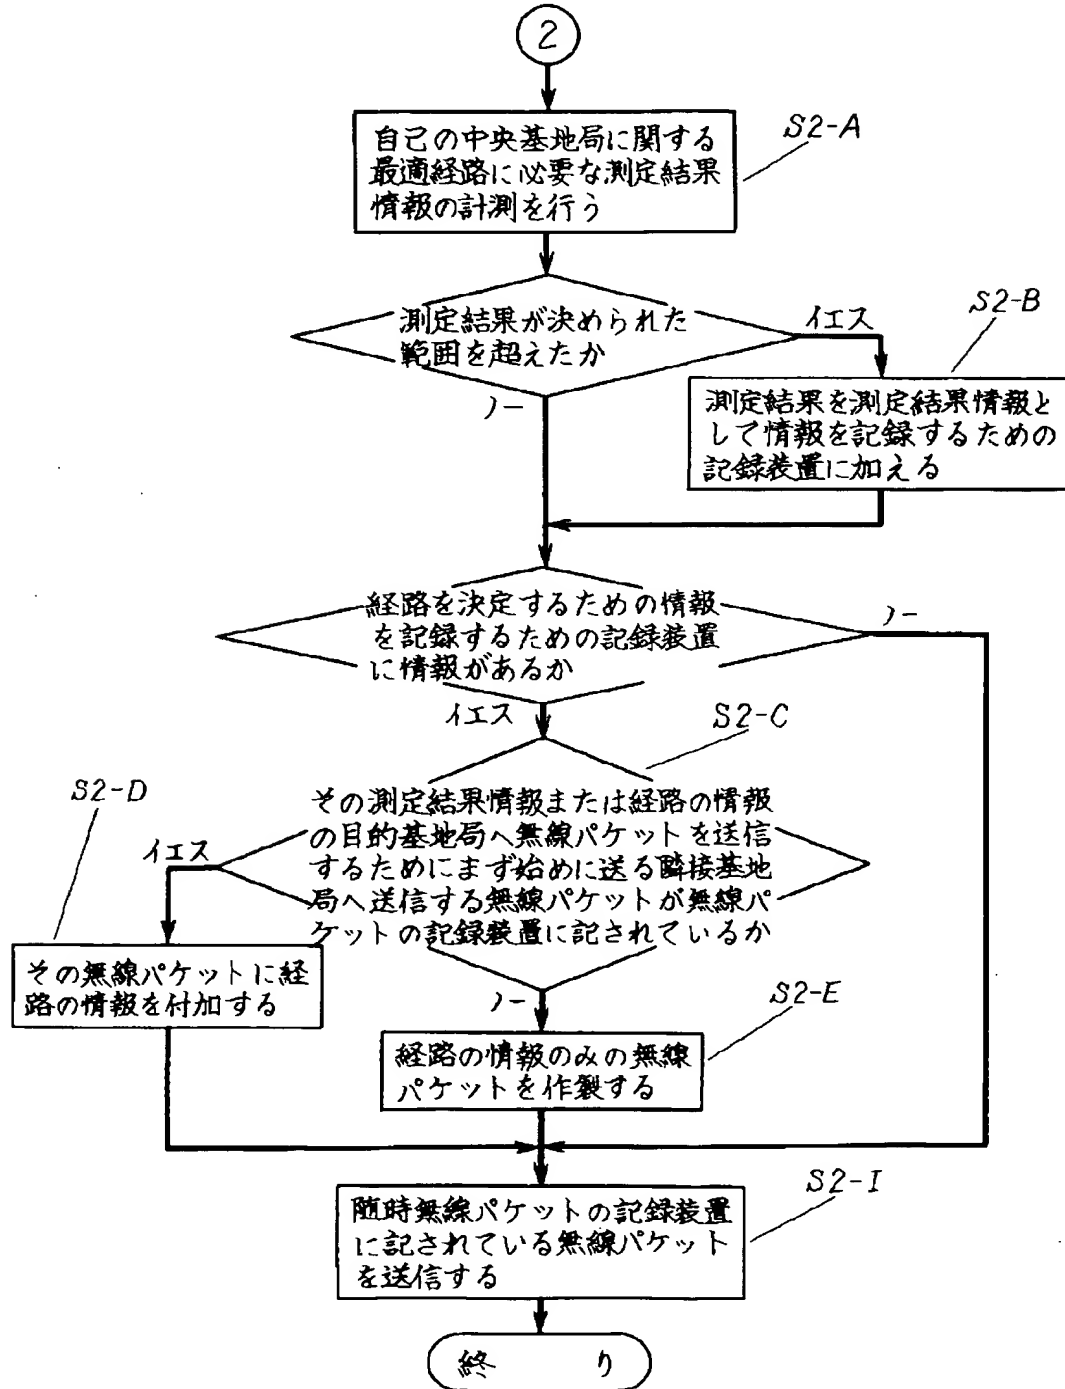 2
自己の中央基地局に関する
最適経路に必要な測定結果
情報の計測を行う
S2-A
測定結果が決められた
範囲を超えたか
イエス
S2-B
ノー
測定結果を測定結果情報と
して情報を記録するための
記録装置に加える
経路を決定するための情報
を記録するための記録装置
に情報があるか
ノー
イエス
S2-C
その測定結果情報または経路の情報
の目的基地局へ無線パケットを送信
するためにまず始めに送る隣接基地
局へ送信する無線パケットが無線パ
ケットの記録装置に記されているか
S2-D
イエス
その無線パケットに経
路の情報を付加する
ノー
S2-E
経路の情報のみの無線
パケットを作製する
S2-I
随時無線パケットの記録装置
に記されている無線パケット
を送信する
終 り